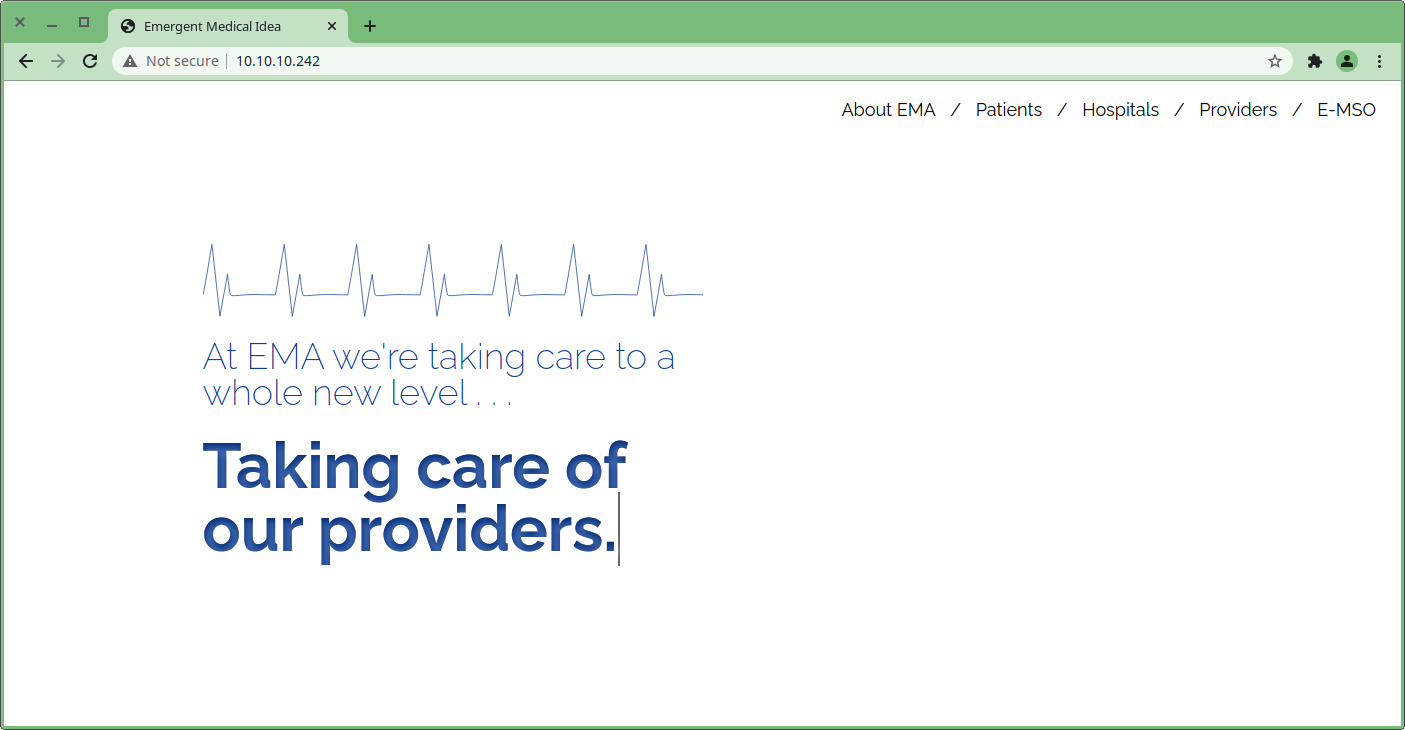 Emergent Medical Idea
Not secure 10.10.10.242
About EMA / Patients / Hospitals / Providers / E-MSO
At EMA we're taking care to a
whole new level . . .
Taking care of
our providers.